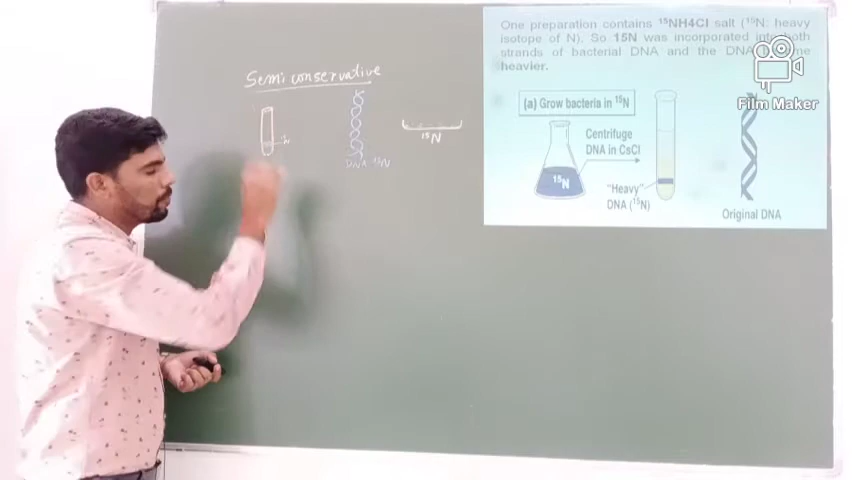 Semiconservative
15N
DNA 15N
15N
One preparation contains 15NH4Cl salt (15N: heavy
isotope of N). So 15N was incorporated into both
strands of bacterial DNA and the DNA
heavier.
Film Maker
(a) Grow bacteria in 15N
Centrifuge
DNA in CsCl
15N
"Heavy"
DNA (15N)
Original DNA